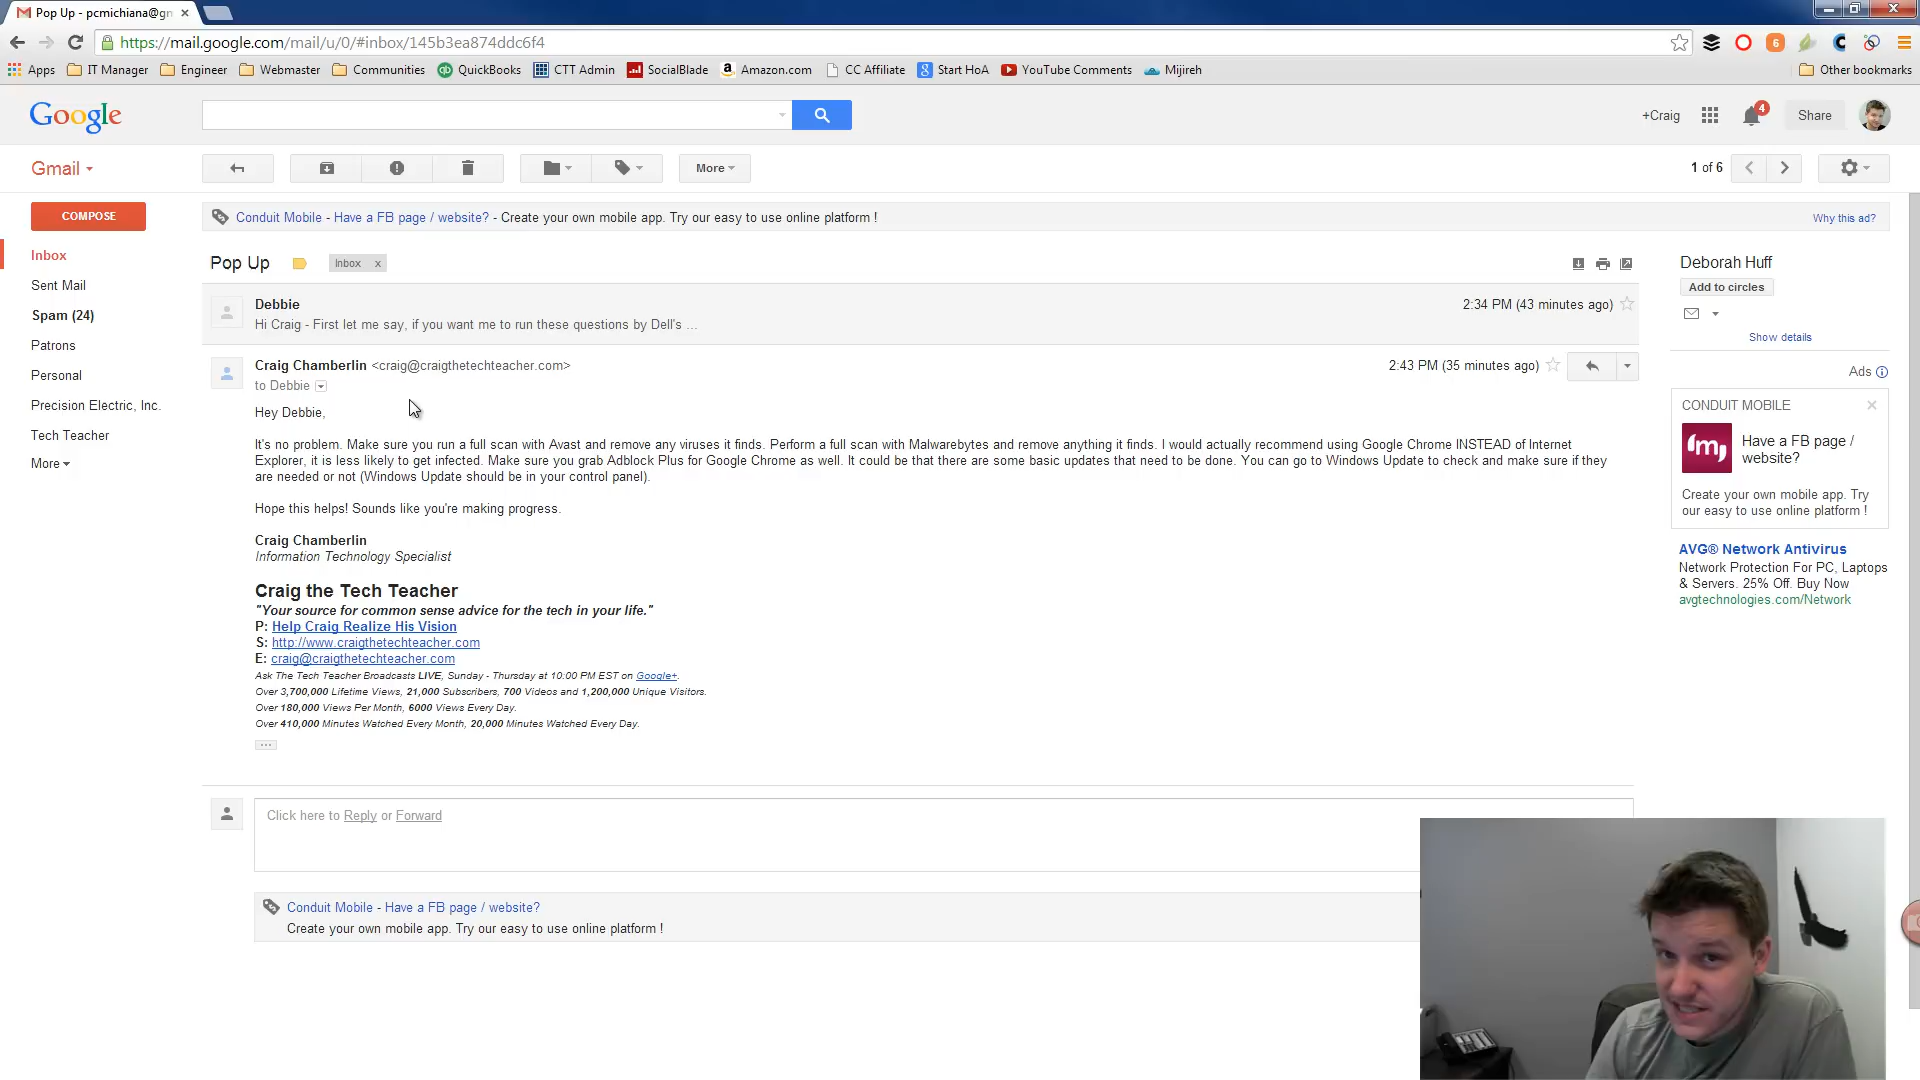 Pop Up - pcmichiana@gm
https://mail.google.com/mail/u/0/#inbox/145b3ea874ddc6f4
6
Apps IT Manager Engineer Webmaster Communities QuickBooks CTT Admin SocialBlade Amazon.com CC Affiliate Start HoA YouTube Comments Mijireh Other bookmarks
Google
+Craig 4 Share
Gmail More 1 of 6
COMPOSE
Conduit Mobile - Have a FB page / website? - Create your own mobile app. Try our easy to use online platform ! Why this ad?
Inbox
Sent Mail
Spam (24)
Patrons
Personal
Precision Electric, Inc.
Tech Teacher
More
Pop Up Inbox x
Debbie 2:34 PM (43 minutes ago)
Hi Craig - First let me say, if you want me to run these questions by Dell's ...
Craig Chamberlin <craig@craigthetechteacher.com> 2:43 PM (35 minutes ago)
to Debbie
Hey Debbie,
It's no problem. Make sure you run a full scan with Avast and remove any viruses it finds. Perform a full scan with Malwarebytes and remove anything it finds. I would actually recommend using Google Chrome INSTEAD of Internet
Explorer, it is less likely to get infected. Make sure you grab Adblock Plus for Google Chrome as well. It could be that there are some basic updates that need to be done. You can go to Windows Update to check and make sure if they
are needed or not (Windows Update should be in your control panel).
Hope this helps! Sounds like you're making progress.
Craig Chamberlin
Information Technology Specialist
Craig the Tech Teacher
"Your source for common sense advice for the tech in your life."
P: Help Craig Realize His Vision
S: http://www.craigthetechteacher.com
E: craig@craigthetechteacher.com
Ask The Tech Teacher Broadcasts LIVE, Sunday - Thursday at 10:00 PM EST on Google+.
Over 3,700,000 Lifetime Views, 21,000 Subscribers, 700 Videos and 1,200,000 Unique Visitors.
Over 180,000 Views Per Month, 6000 Views Every Day.
Over 410,000 Minutes Watched Every Month, 20,000 Minutes Watched Every Day.
Click here to Reply or Forward
Conduit Mobile - Have a FB page / website?
Create your own mobile app. Try our easy to use online platform !
Deborah Huff
Add to circles
Show details
Ads
CONDUIT MOBILE
Have a FB page /
website?
Create your own mobile app. Try
our easy to use online platform !
AVG® Network Antivirus
Network Protection For PC, Laptops
& Servers. 25% Off. Buy Now
avgtechnologies.com/Network